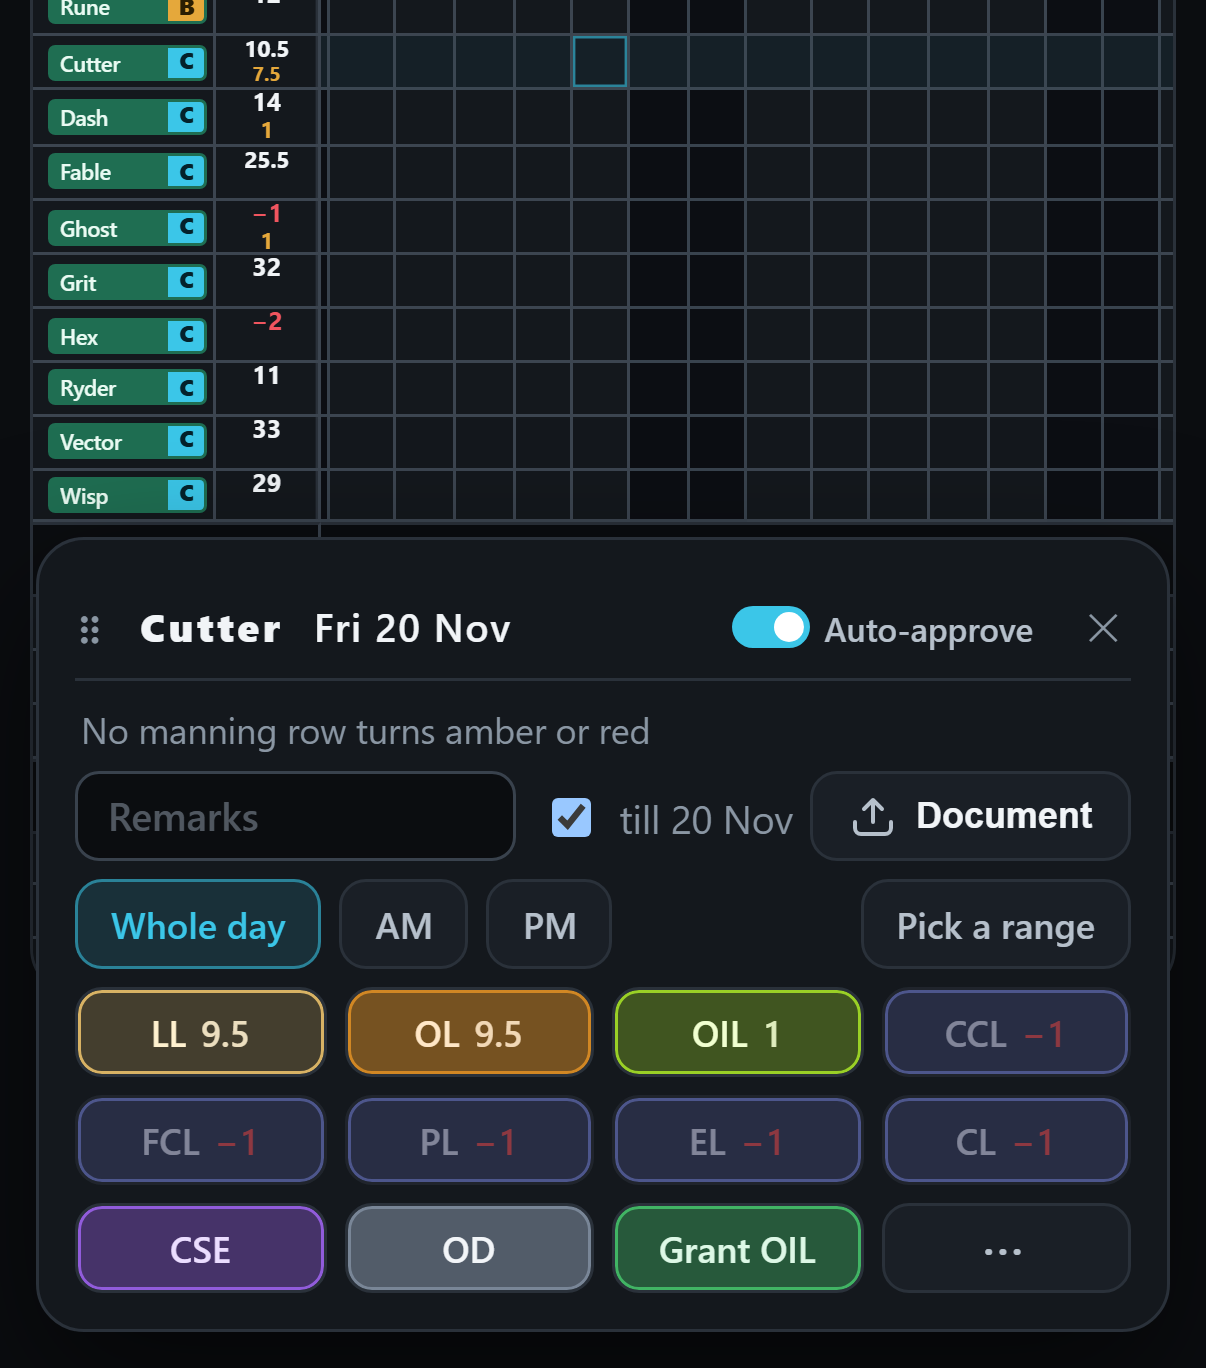 Rune B 12
Cutter C 10.5
7.5
Dash C 14
1
Fable C 25.5
Ghost C −1
1
Grit C 32
Hex C −2
Ryder C 11
Vector C 33
Wisp C 29
Cutter Fri 20 Nov Auto-approve
No manning row turns amber or red
Remarks till 20 Nov Document
Whole day AM PM Pick a range
LL 9.5 OL 9.5 OIL 1 CCL −1
FCL −1 PL −1 EL −1 CL −1
CSE OD Grant OIL ...